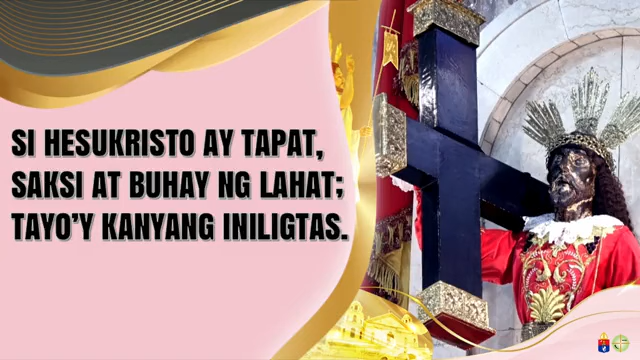 SI HESUKRISTO AY TAPAT,
SAKSI AT BUHAY NG LAHAT;
TAYO’Y KANYANG INILIGTAS.